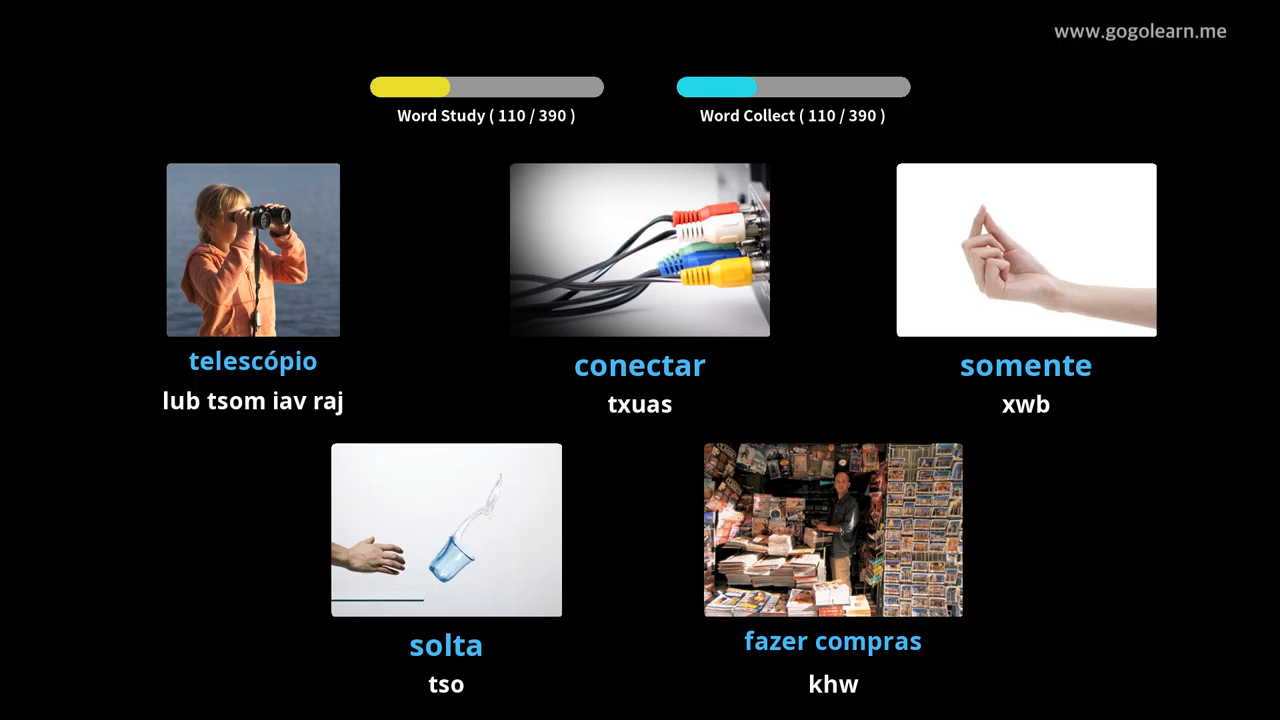 www.gogolearn.me
Word Study ( 110 / 390 )
Word Collect ( 110 / 390 )
telescópio
lub tsom iav raj
conectar
txuas
somente
xwb
solta
tso
fazer compras
khw